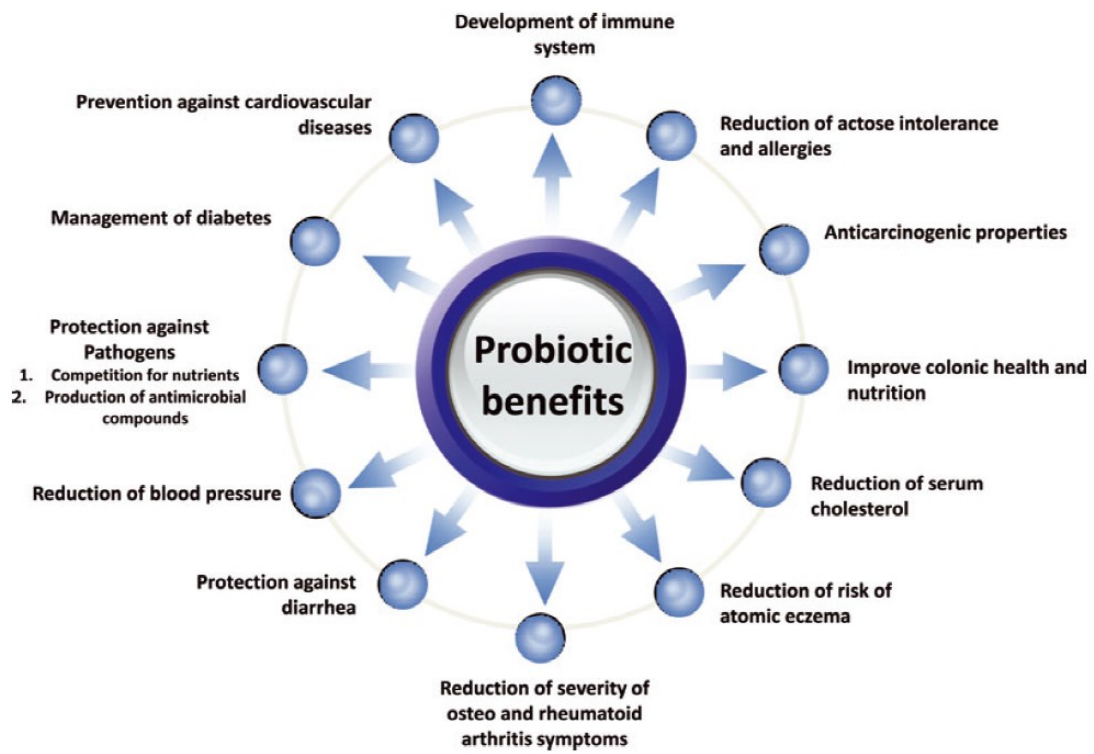 Development of immune
system
Prevention against cardiovascular
diseases
Reduction of actose intolerance
and allergies
Management of diabetes
Anticarcinogenic properties
Protection against
Pathogens
1. Competition for nutrients
2. Production of antimicrobial
compounds
Probiotic
benefits
Improve colonic health and
nutrition
Reduction of blood pressure
Reduction of serum
cholesterol
Protection against
diarrhea
Reduction of risk of
atomic eczema
Reduction of severity of
osteo and rheumatoid
arthritis symptoms